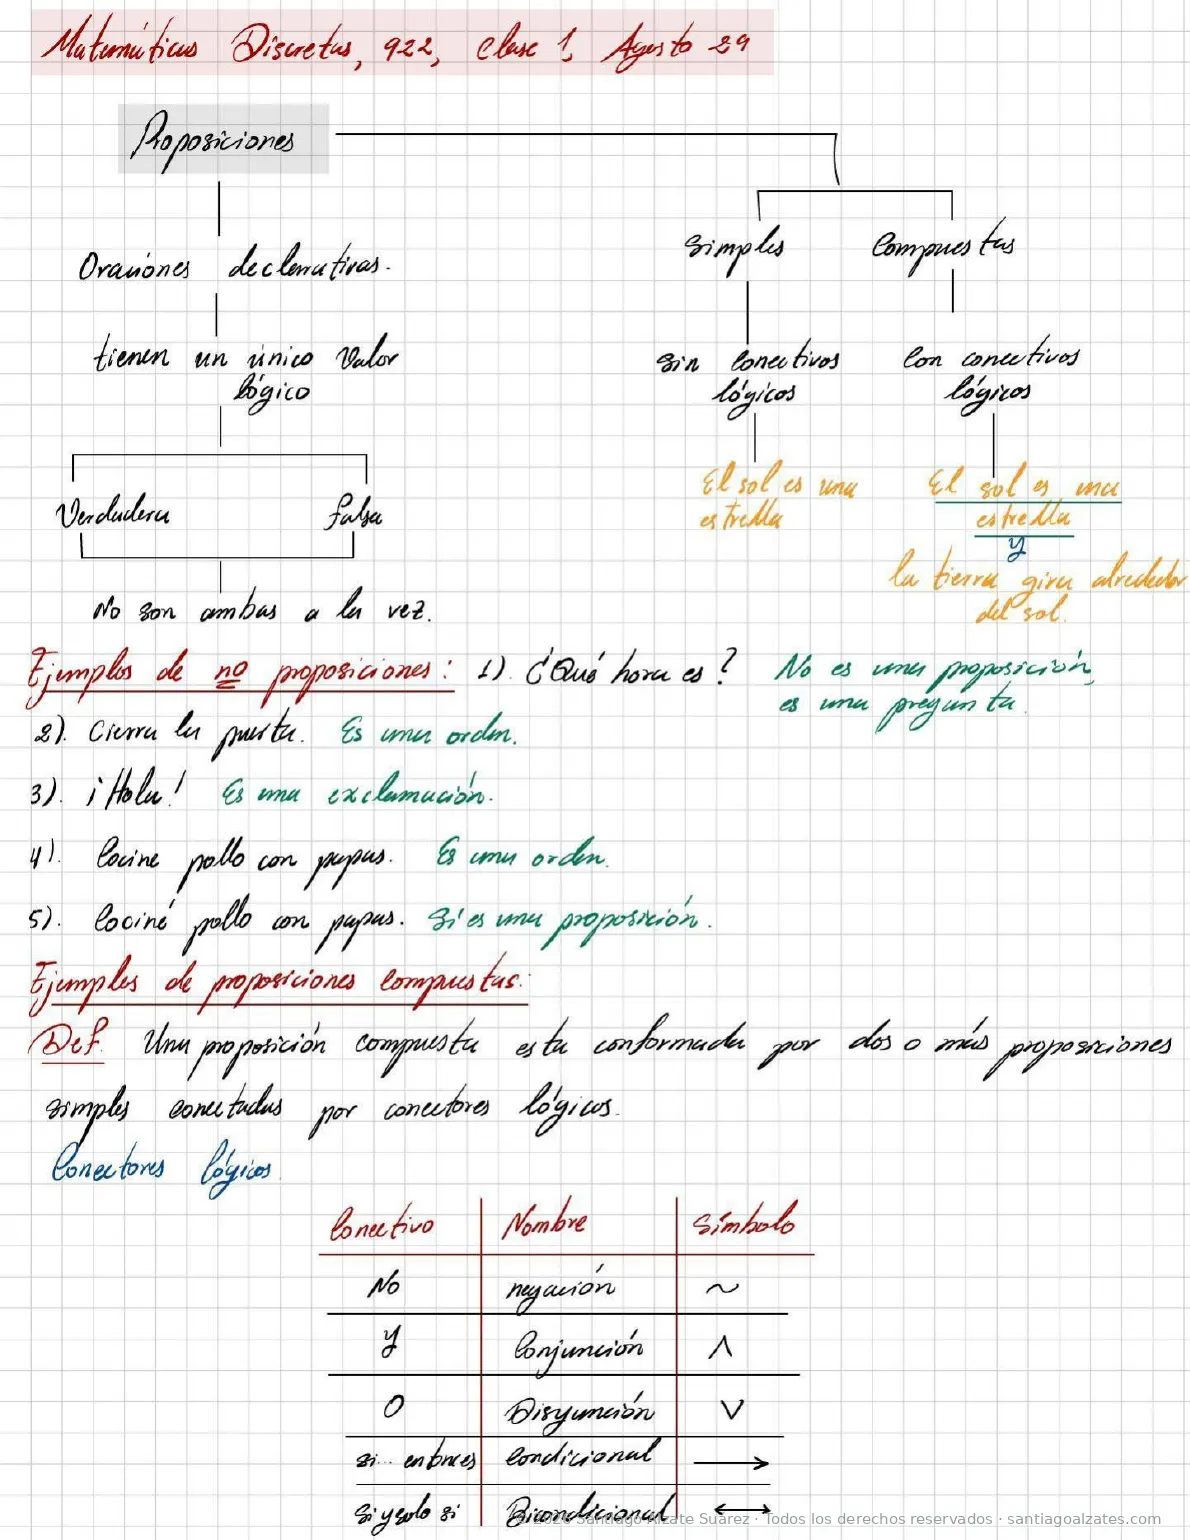 Matemáticas Discretas, 922, Clase 1, Agosto 29
Proposiciones
Oraciones declarativas.
tienen un único valor
lógico
Verdadera falsa
No son ambas a la vez.
Simples Compuestas
Sin conectivos
lógicos
Con conectivos
lógicos
El sol es una
estrella
El sol es una
estrella
y
la tierra gira alrededor
del sol.
Ejemplos de no proposiciones: 1). ¿Qué hora es? No es una proposición,
es una pregunta.
2). Cierra la puerta. Es una orden.
3). ¡Hola! Es una exclamación.
4). Cocine pollo con papas. Es una orden.
5). Cociné pollo con papas. Sí es una proposición.
Ejemplos de proposiciones compuestas:
Def. Una proposición compuesta esta conformada por dos o más proposiciones
simples conectadas por conectores lógicos.
Conectores lógicos.
Conectivo Nombre Símbolo
No negación ~
y Conjunción ∧
O Disyunción ∨
si... entonces Condicional →
si y solo si Bicondicional ↔
Santiago Alzate Suárez · Todos los derechos reservados · santiagoalzates.com